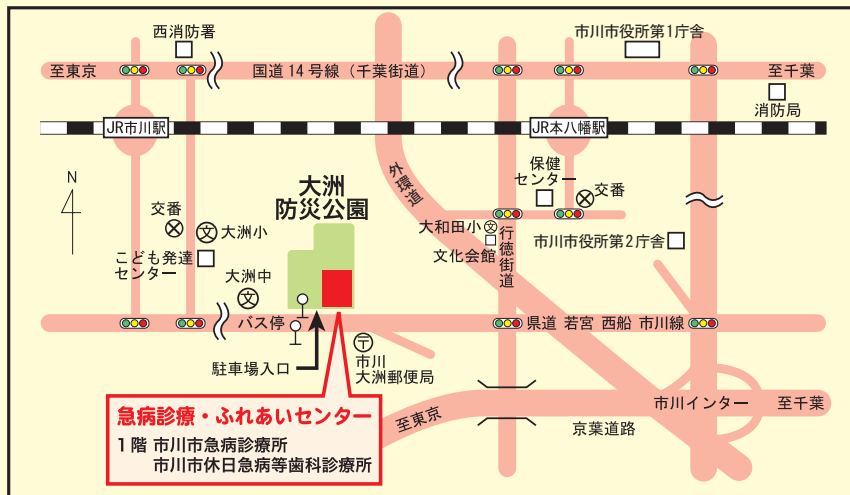 西消防署
市川市役所第1庁舎
至東京
国道14号線（千葉街道）
至千葉
消防局
JR市川駅
JR本八幡駅
N
大洲
防災公園
外環道
保健
センター
交番
交番
大洲小
大和田小
文
文
文化会館
行徳街道
市川市役所第2庁舎
こども発達
センター
大洲中
文
バス停
県道 若宮 西船 市川線
駐車場入口
市川
大洲郵便局
急病診療・ふれあいセンター
1階 市川市急病診療所
市川市休日急病等歯科診療所
至東京
京葉道路
市川インター
至千葉